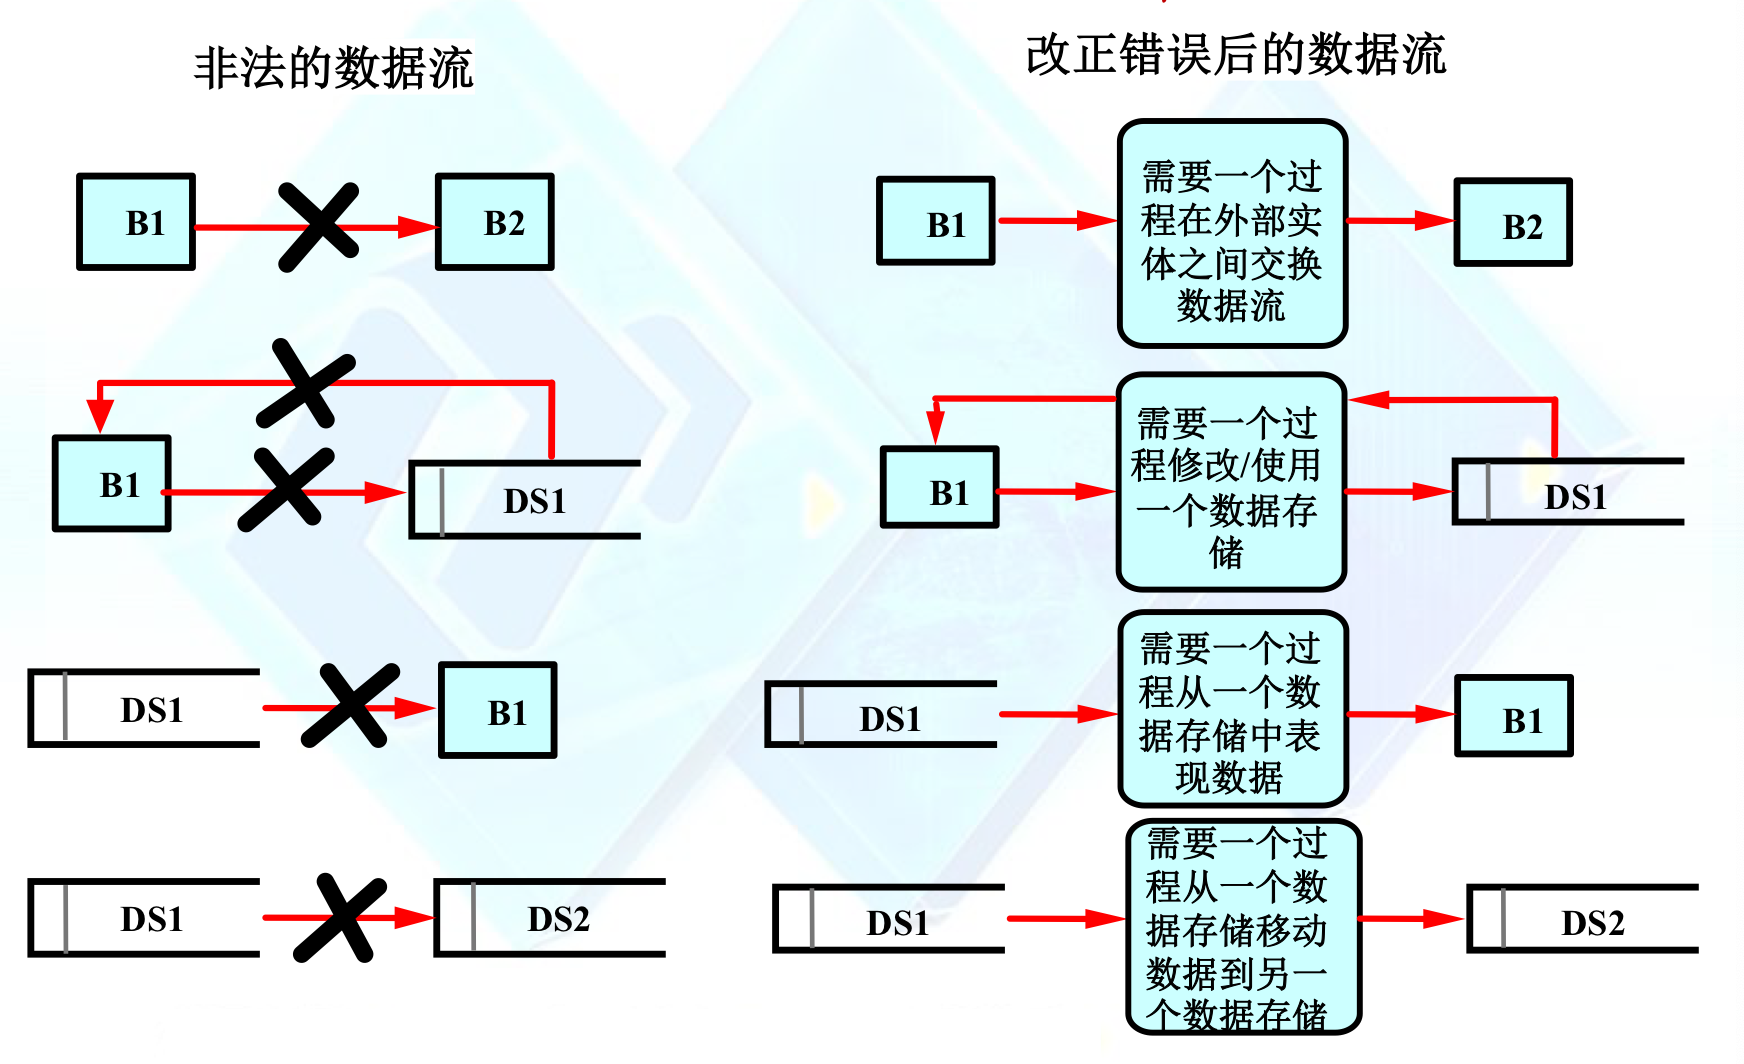 非法的数据流
改正错误后的数据流
B1
B2
B1
需要一个过
程在外部实
体之间交换
数据流
B2
B1
DS1
B1
需要一个过
程修改/使用
一个数据存
储
DS1
DS1
B1
DS1
需要一个过
程从一个数
据存储中表
现数据
B1
DS1
DS2
DS1
需要一个过
程从一个数
据存储移动
数据到另一
个数据存储
DS2